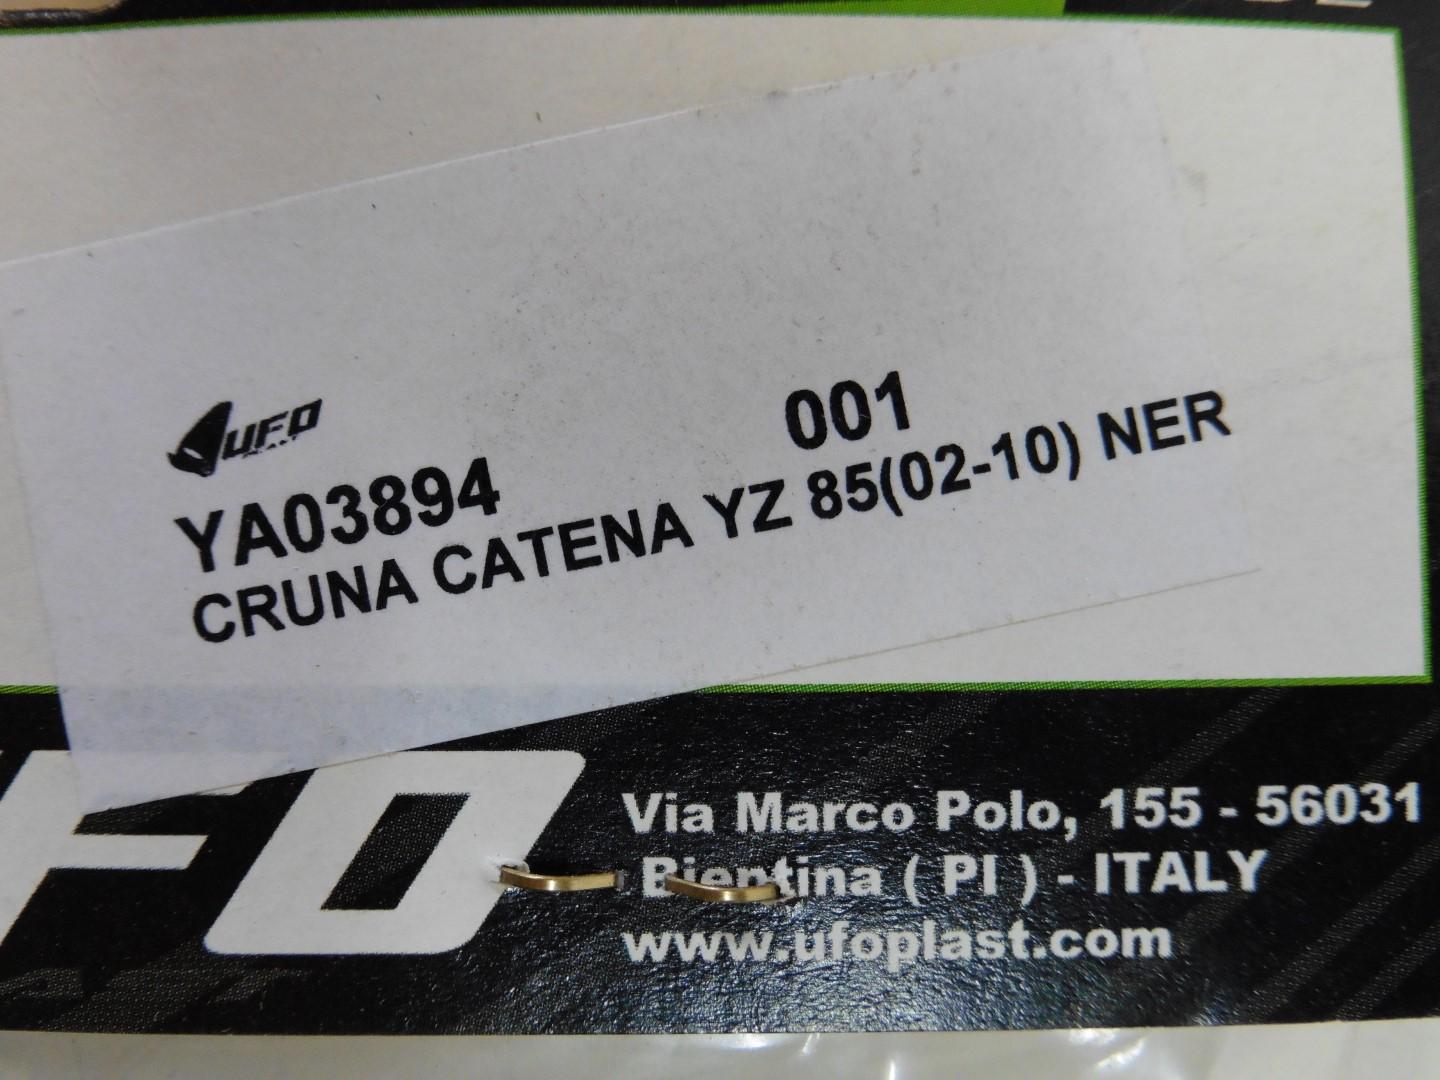 UFO
YA03894 001
CRUNA CATENA YZ 85(02-10) NER
FO
Via Marco Polo, 155 - 56031
Bientina ( PI ) - ITALY
www.ufoplast.com